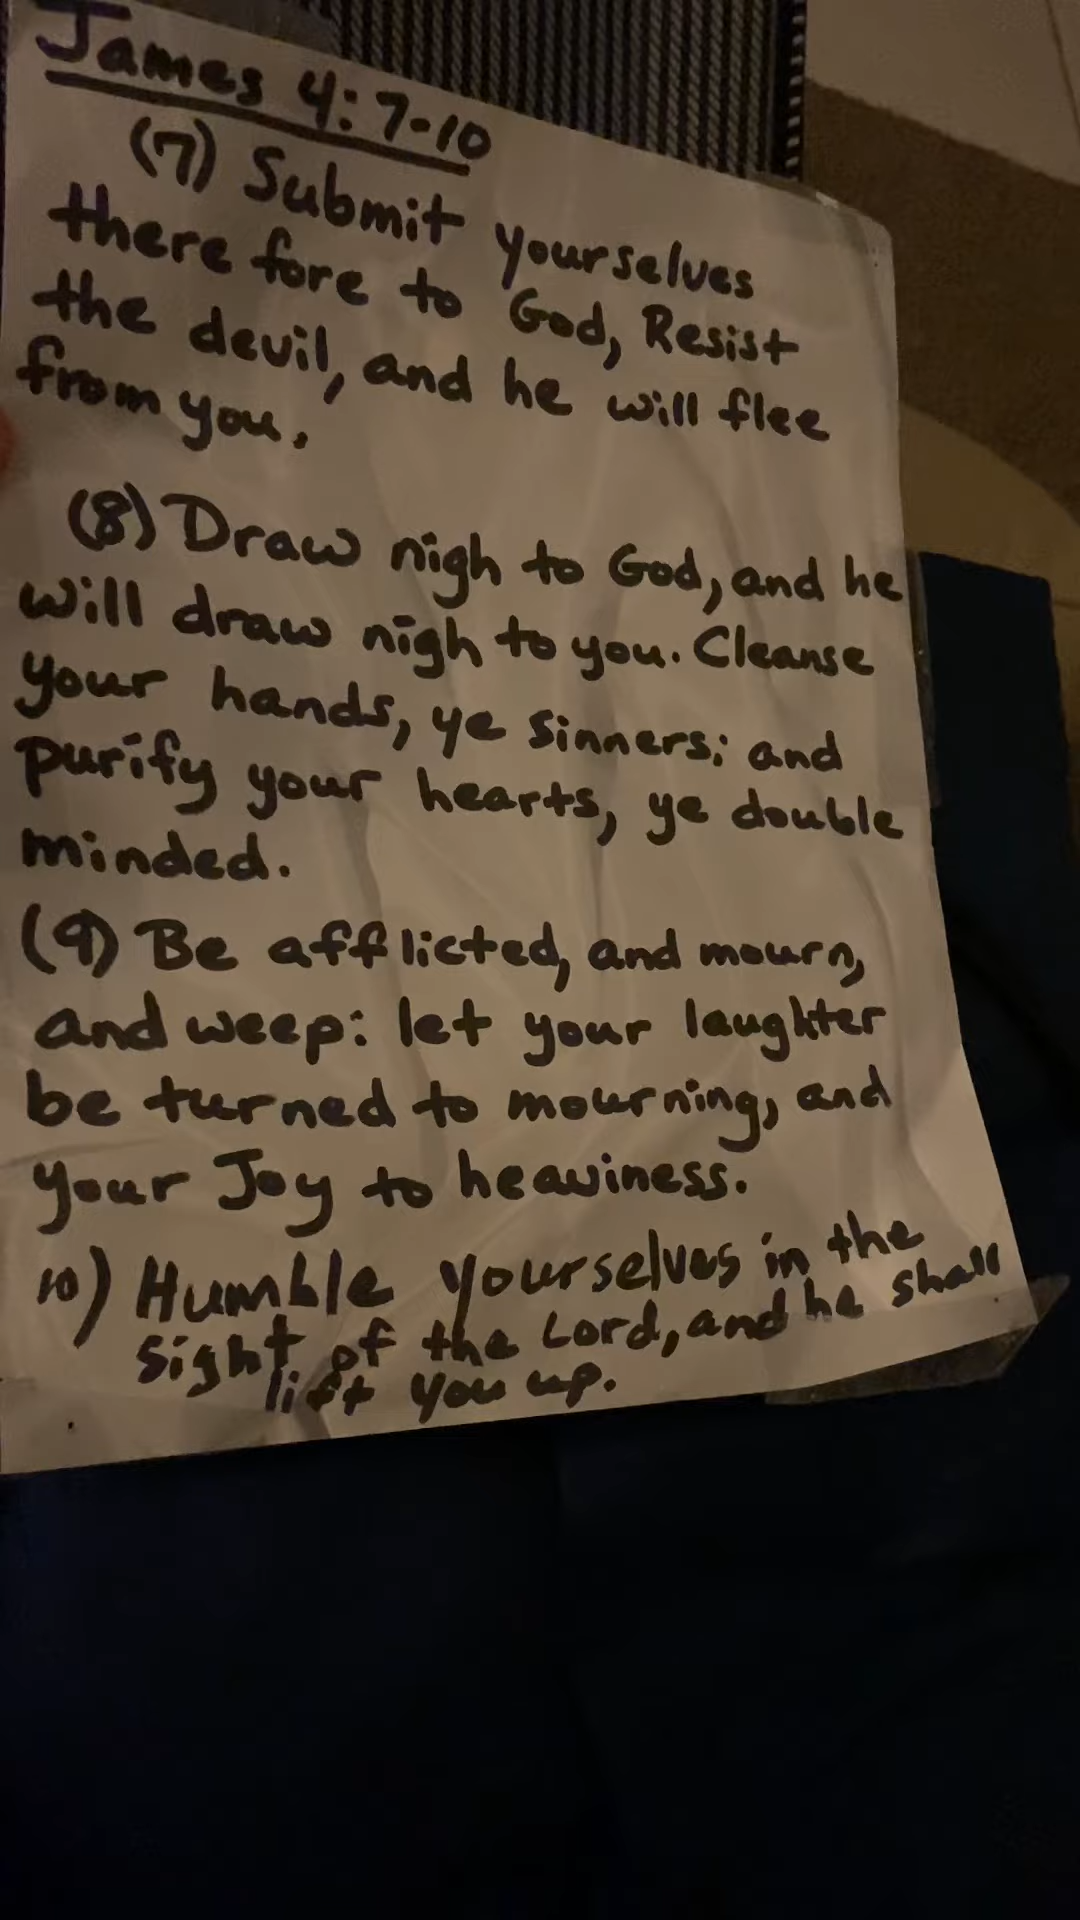 James 4:7-10
(7) Submit yourselves
there fore to God, Resist
the devil, and he will flee
from you.
(8) Draw nigh to God, and he
will draw nigh to you. Cleanse
your hands, ye sinners; and
purify your hearts, ye double
minded.
(9) Be afflicted, and mourn,
and weep: let your laughter
be turned to mourning, and
your Joy to heaviness.
10) Humble yourselves in the
sight of the Lord, and he shall
lift you up.